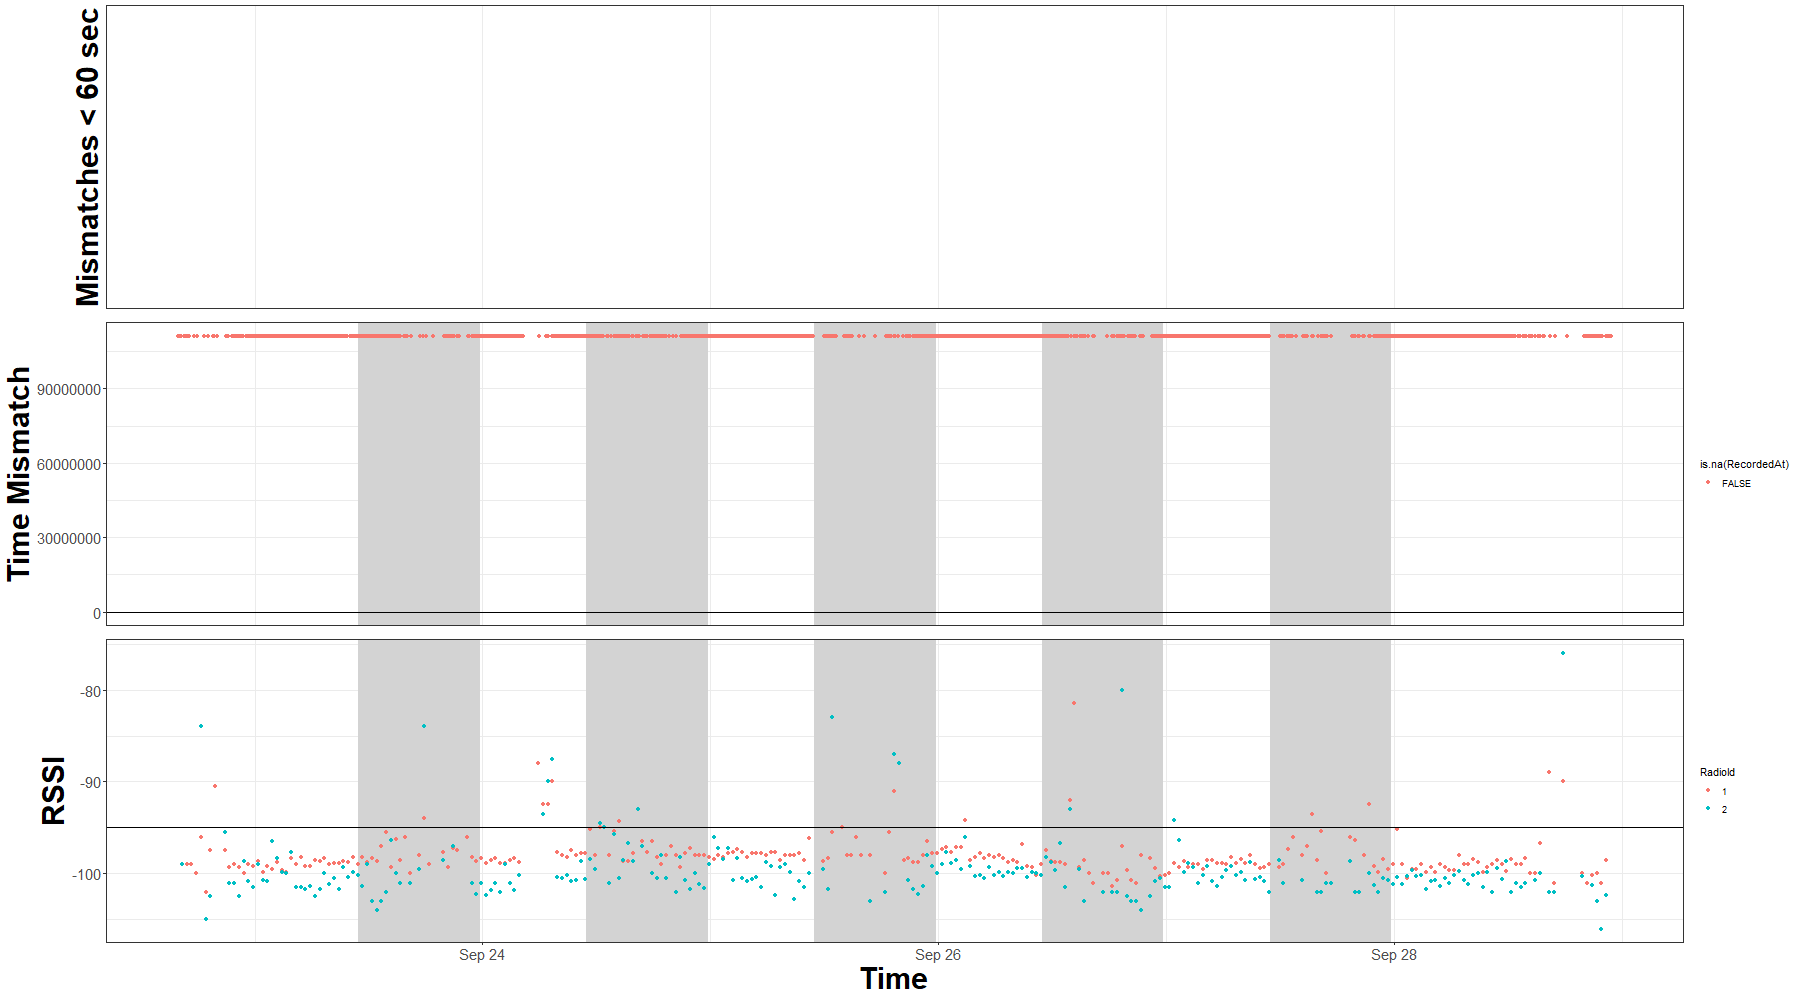 Mismatches < 60 sec
Time Mismatch
90000000
60000000
30000000
0
is.na(RecordedAt)
FALSE
RSSI
-80
-90
-100
RadioId
1
2
Sep 24
Sep 26
Sep 28
Time